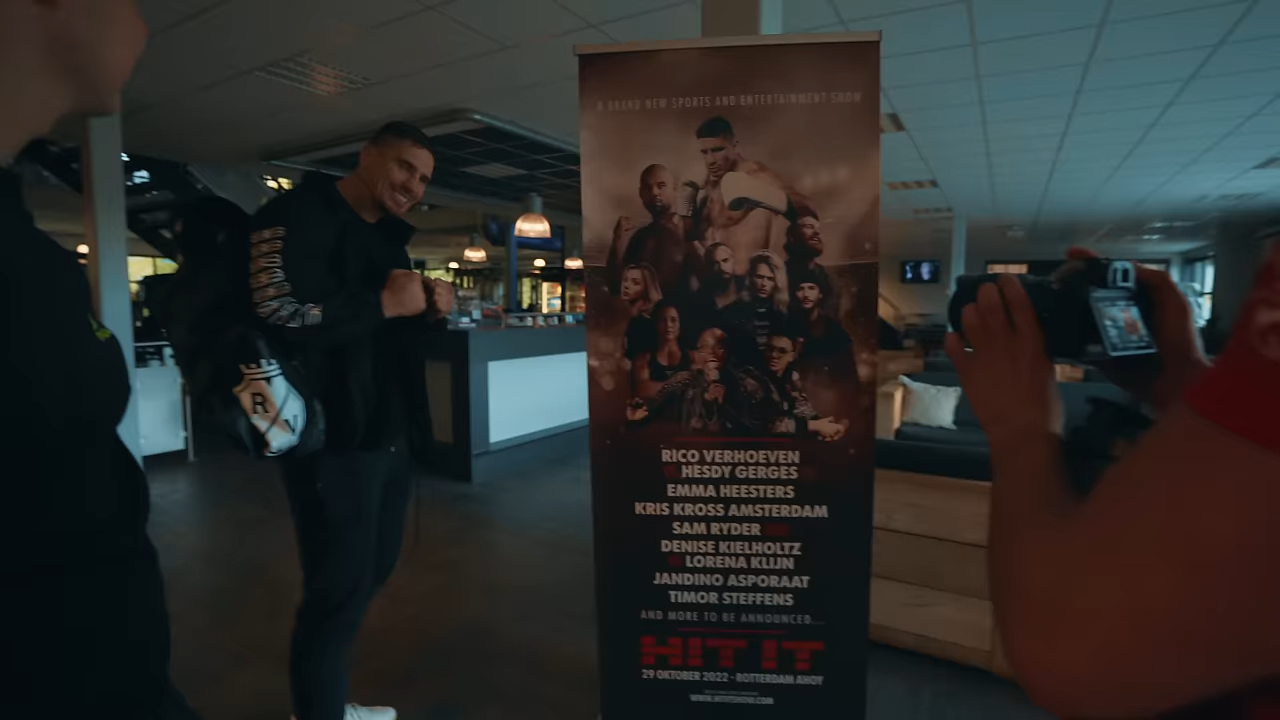 A BRAND NEW SPORTS AND ENTERTAINMENT SHOW
RICO VERHOEVEN
HESDY GERGES
EMMA HEESTERS
KRIS KROSS AMSTERDAM
SAM RYDER
DENISE KIELHOLTZ
LORENA KLIJN
JANDINO ASPORAAT
TIMOR STEFFENS
AND MORE TO BE ANNOUNCED...
HIT IT
29 OKTOBER 2022 - ROTTERDAM AHOY
R V